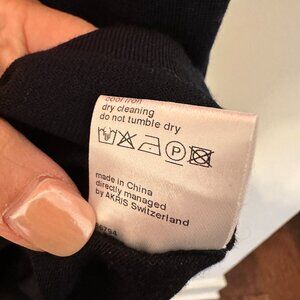 cool iron
dry cleaning
do not tumble dry
P
made in China
directly managed
by AKRIS Switzerland